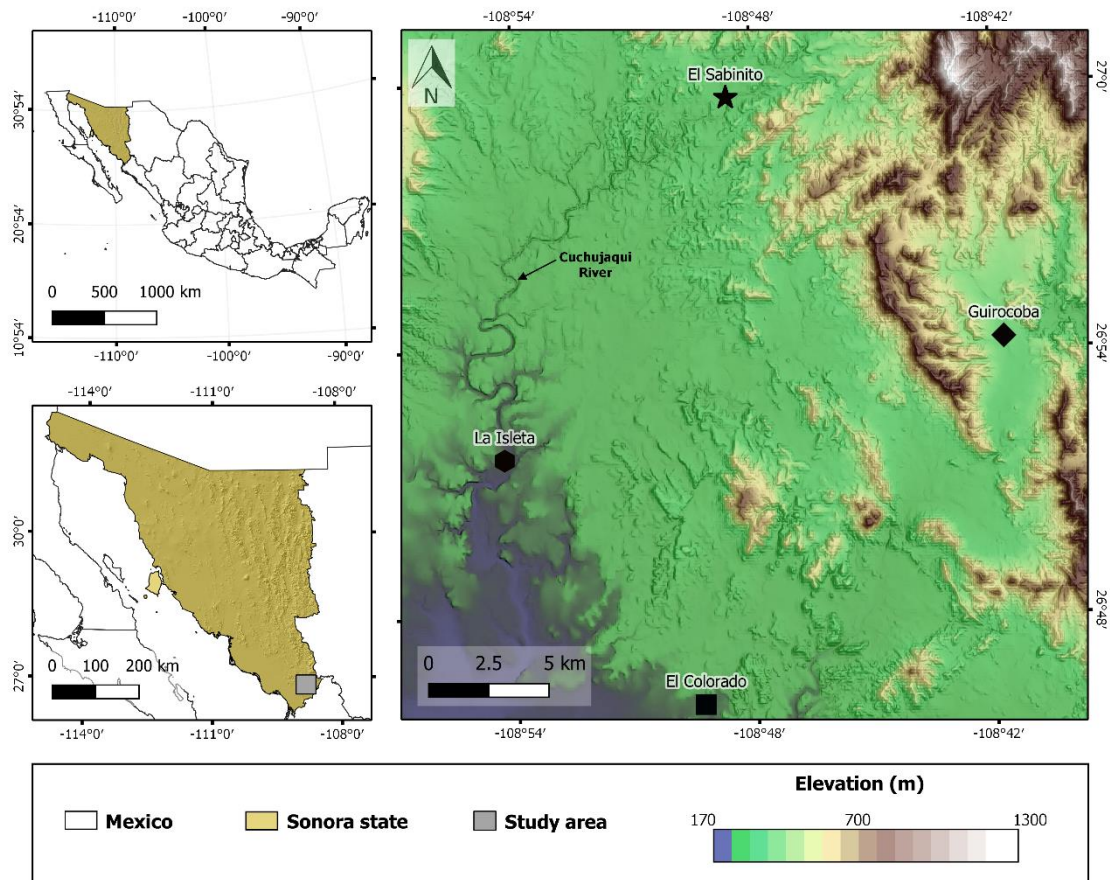 -110°0′ -100°0′ -90°0′
30°54′
20°54′
10°54′
0 500 1000 km
-110°0′ -100°0′ -90°0′
-114°0′ -111°0′ -108°0′
30°0′
27°0′
0 100 200 km
-114°0′ -111°0′ -108°0′
-108°54′ -108°48′ -108°42′
N
El Sabinito
27°0′
Cuchujaqui
River
Guirocoba
26°54′
La Isleta
26°48′
0 2.5 5 km
El Colorado
-108°54′ -108°48′ -108°42′
Mexico
Sonora state
Study area
Elevation (m)
170 700 1300